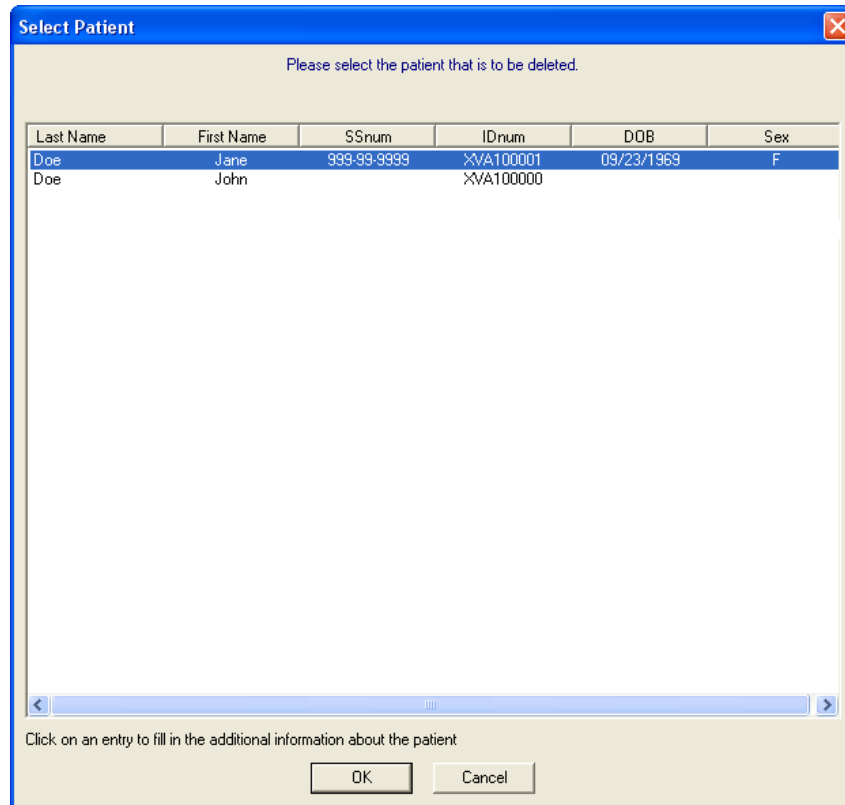 Select Patient
Please select the patient that is to be deleted.
Last Name First Name SSnum IDnum DOB Sex
Doe Jane 999-99-9999 XVA100001 09/23/1969 F
Doe John XVA100000
Click on an entry to fill in the additional information about the patient
OK Cancel